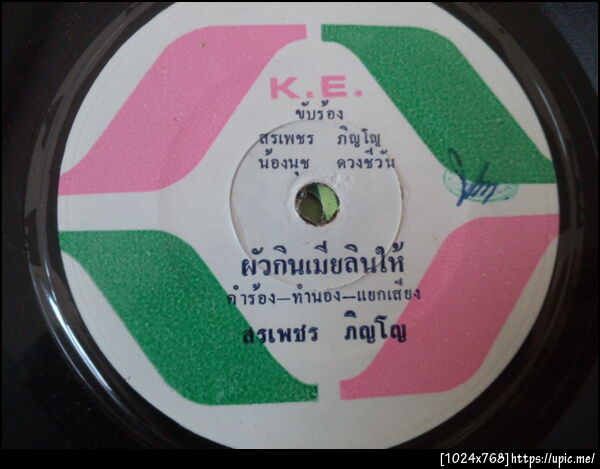 K.E.
ขับร้อง
สรเพชร ภิญโญ
น้องนุช ดวงชีวัน
ผัวกินเมียลินให้
คำร้อง—ทำนอง—แยกเสียง
สรเพชร ภิญโญ
[1024x768]https://upic.me/